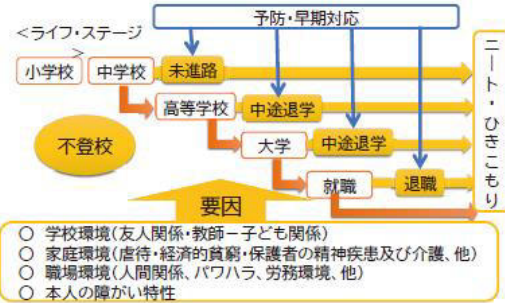 予防・早期対応
＜ライフ・ステージ
＞
小学校
中学校
未進路
高等学校
中途退学
大学
中途退学
就職
退職
ニート・ひきこもり
不登校
要因
○ 学校環境(友人関係・教師－子ども関係)
○ 家庭環境(虐待・経済的貧窮・保護者の精神疾患及び介護、他)
○ 職場環境(人間関係、パワハラ、労務環境、他)
○ 本人の障がい特性